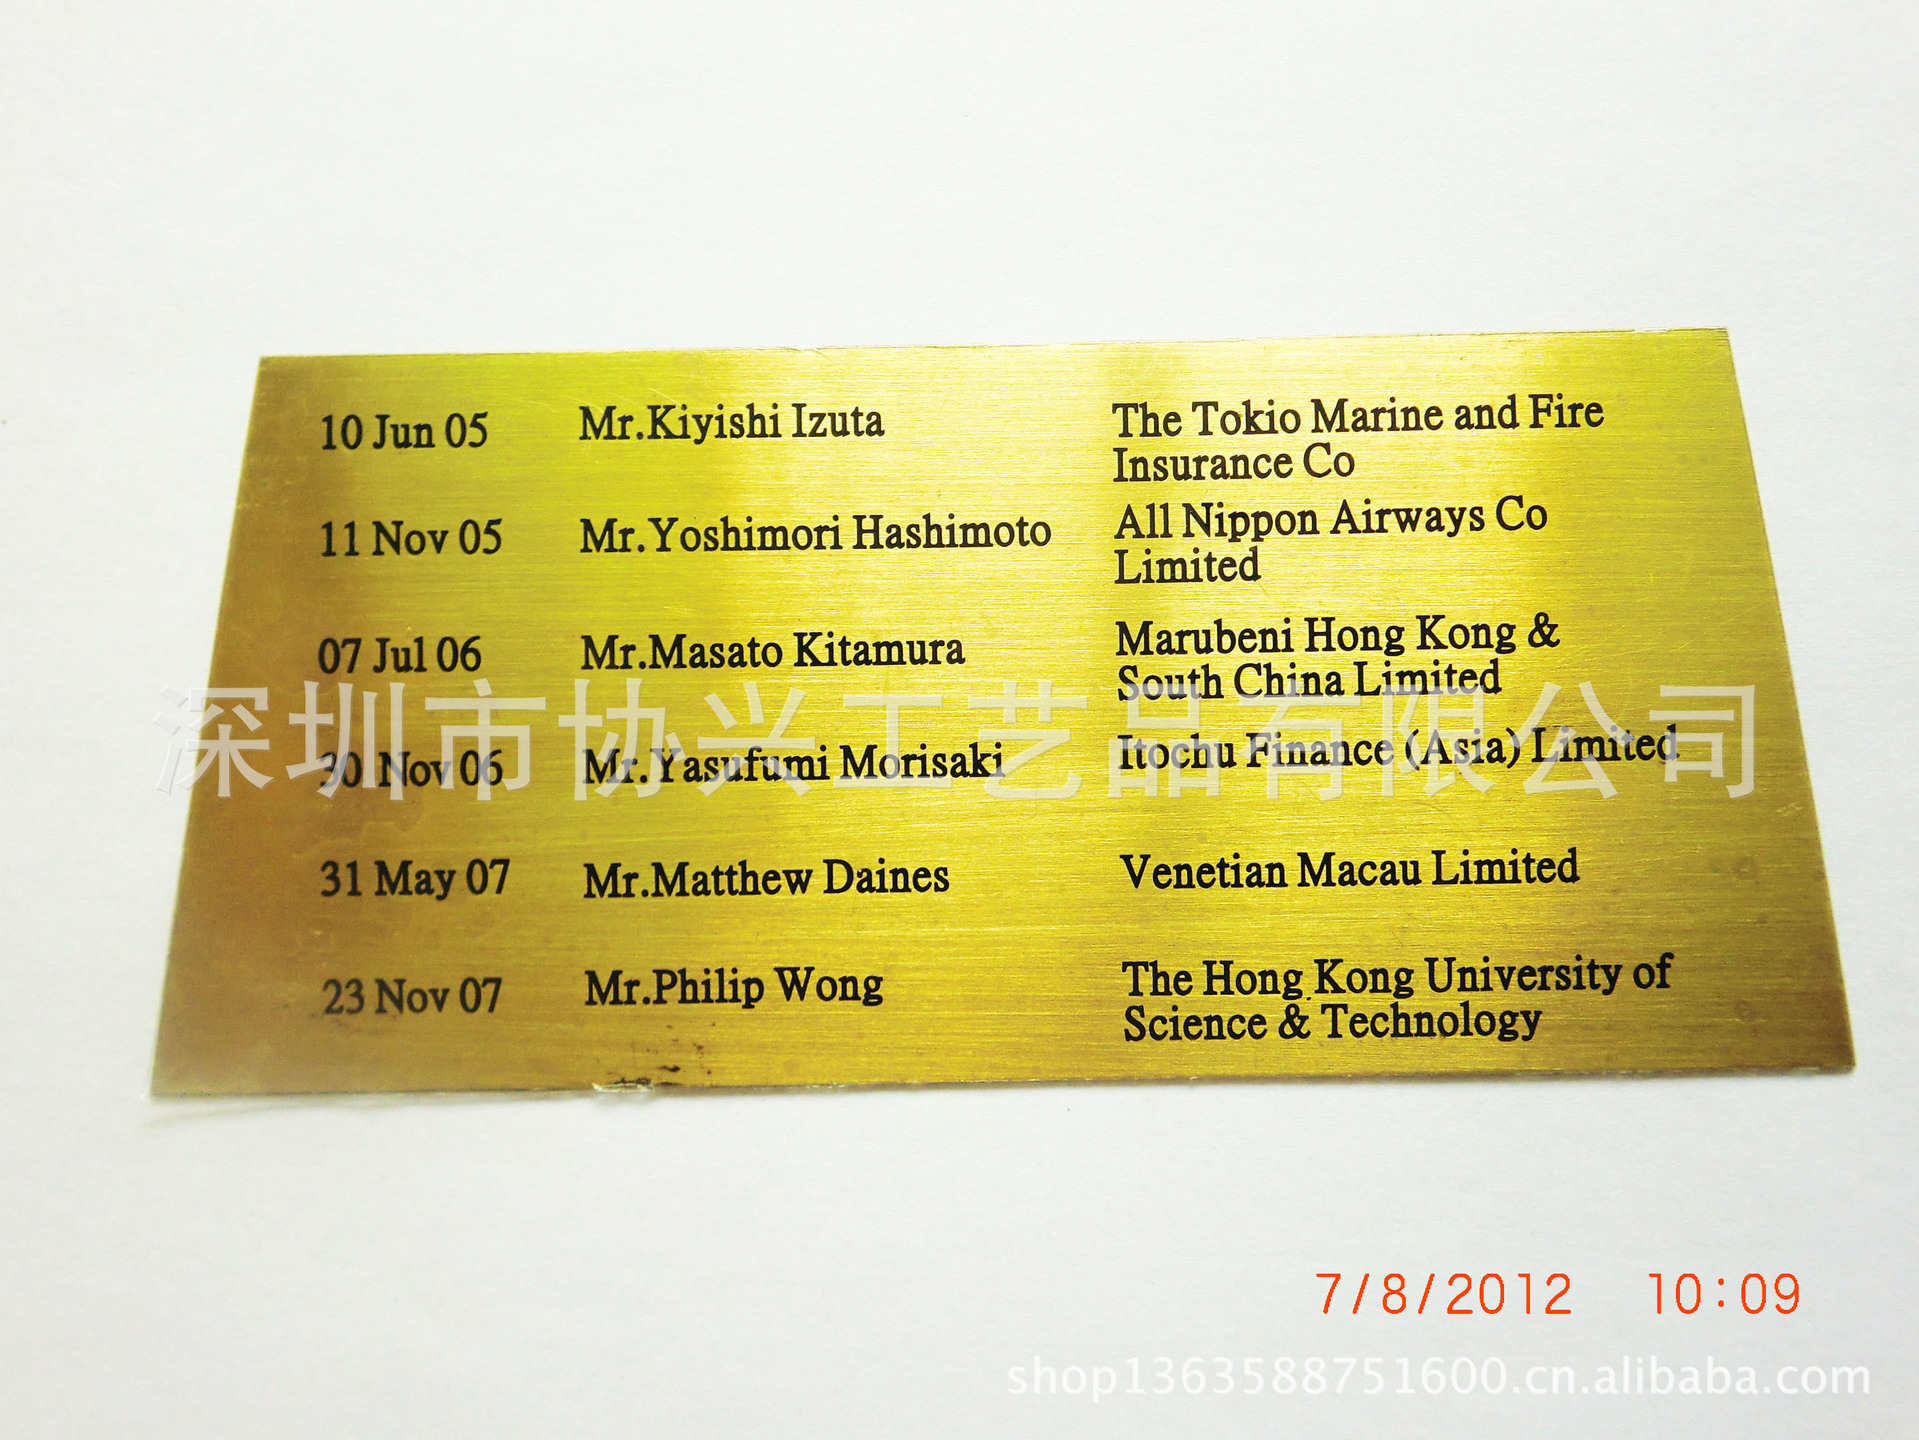 10 Jun 05 Mr.Kiyishi Izuta The Tokio Marine and Fire
Insurance Co
11 Nov 05 Mr.Yoshimori Hashimoto All Nippon Airways Co
Limited
07 Jul 06 Mr.Masato Kitamura Marubeni Hong Kong &
South China Limited
深圳市协兴工艺品有限公司
30 Nov 06 Mr.Yasufumi Morisaki Itochu Finance (Asia) Limited
31 May 07 Mr.Matthew Daines Venetian Macau Limited
23 Nov 07 Mr.Philip Wong The Hong Kong University of
Science & Technology
7/8/2012 10:09
shop1363588751600.cn.alibaba.com